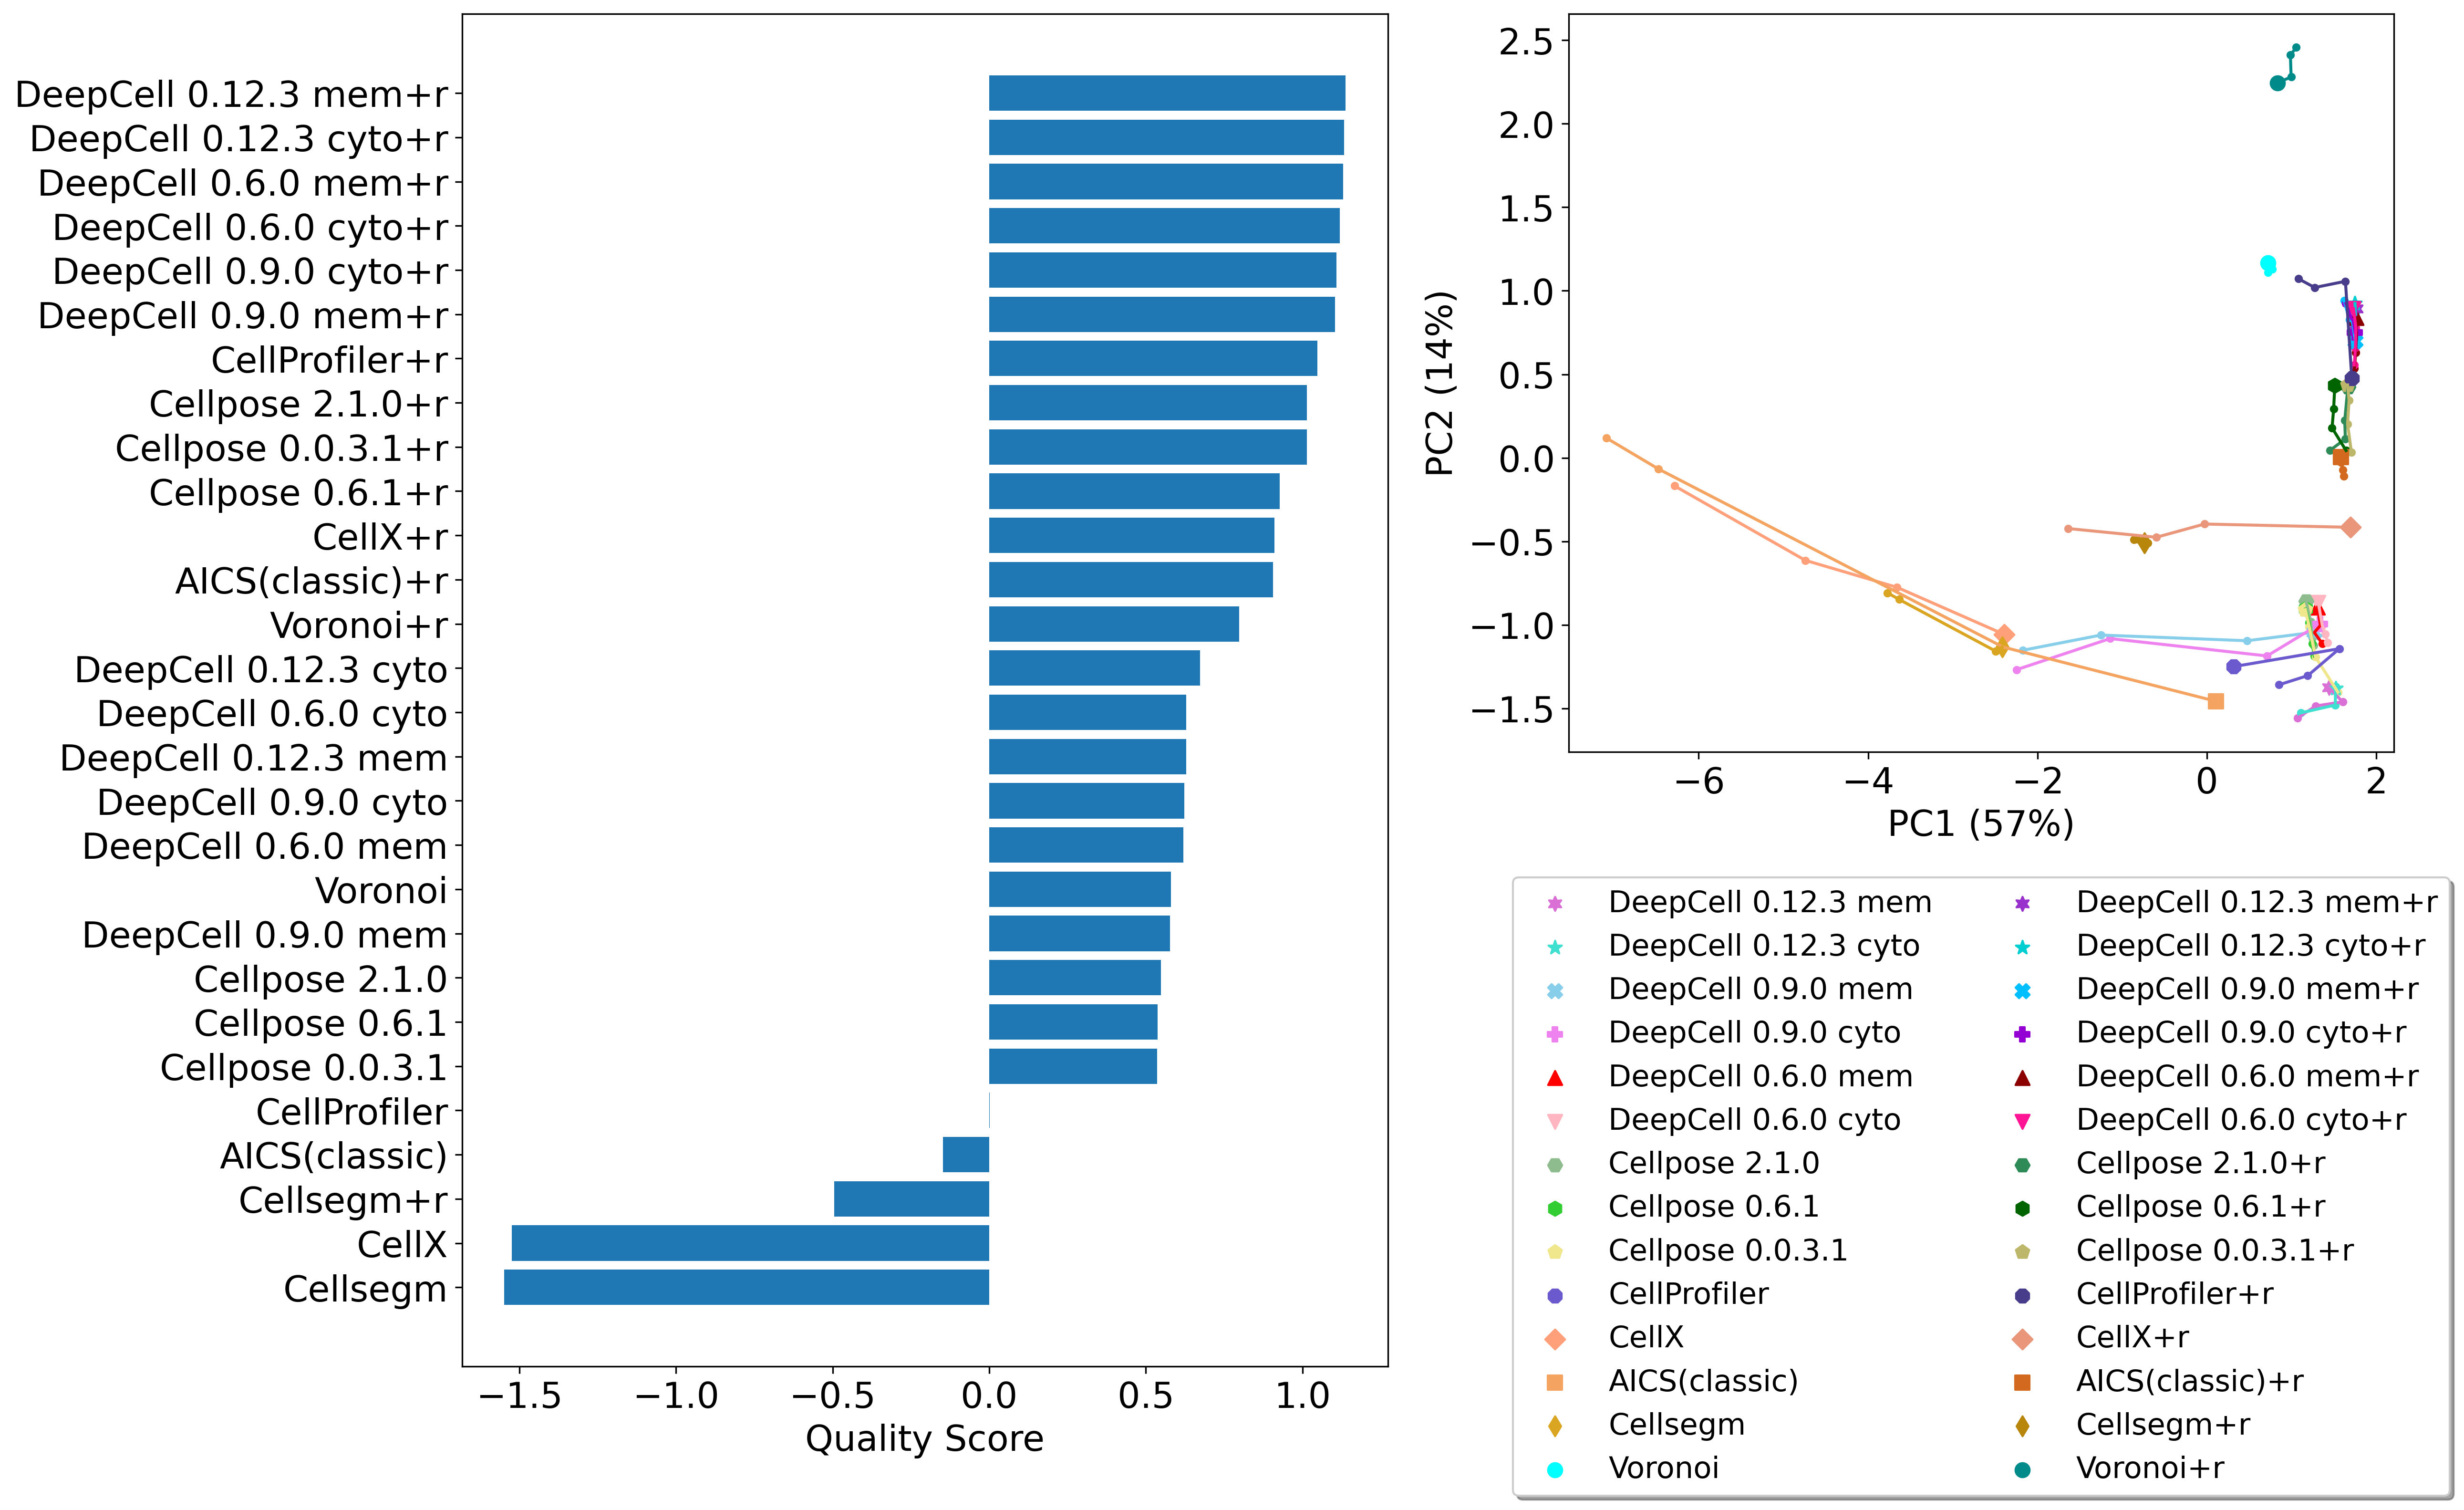 DeepCell 0.12.3 mem+r
DeepCell 0.12.3 cyto+r
DeepCell 0.6.0 mem+r
DeepCell 0.6.0 cyto+r
DeepCell 0.9.0 cyto+r
DeepCell 0.9.0 mem+r
CellProfiler+r
Cellpose 2.1.0+r
Cellpose 0.0.3.1+r
Cellpose 0.6.1+r
CellX+r
AICS(classic)+r
Voronoi+r
DeepCell 0.12.3 cyto
DeepCell 0.6.0 cyto
DeepCell 0.12.3 mem
DeepCell 0.9.0 cyto
DeepCell 0.6.0 mem
Voronoi
DeepCell 0.9.0 mem
Cellpose 2.1.0
Cellpose 0.6.1
Cellpose 0.0.3.1
CellProfiler
AICS(classic)
Cellsegm+r
CellX
Cellsegm
−1.5 −1.0 −0.5 0.0 0.5 1.0
Quality Score
2.5
2.0
1.5
1.0
0.5
0.0
−0.5
−1.0
−1.5
PC2 (14%)
−6 −4 −2 0 2
PC1 (57%)
DeepCell 0.12.3 mem DeepCell 0.12.3 mem+r
DeepCell 0.12.3 cyto DeepCell 0.12.3 cyto+r
DeepCell 0.9.0 mem DeepCell 0.9.0 mem+r
DeepCell 0.9.0 cyto DeepCell 0.9.0 cyto+r
DeepCell 0.6.0 mem DeepCell 0.6.0 mem+r
DeepCell 0.6.0 cyto DeepCell 0.6.0 cyto+r
Cellpose 2.1.0 Cellpose 2.1.0+r
Cellpose 0.6.1 Cellpose 0.6.1+r
Cellpose 0.0.3.1 Cellpose 0.0.3.1+r
CellProfiler CellProfiler+r
CellX CellX+r
AICS(classic) AICS(classic)+r
Cellsegm Cellsegm+r
Voronoi Voronoi+r